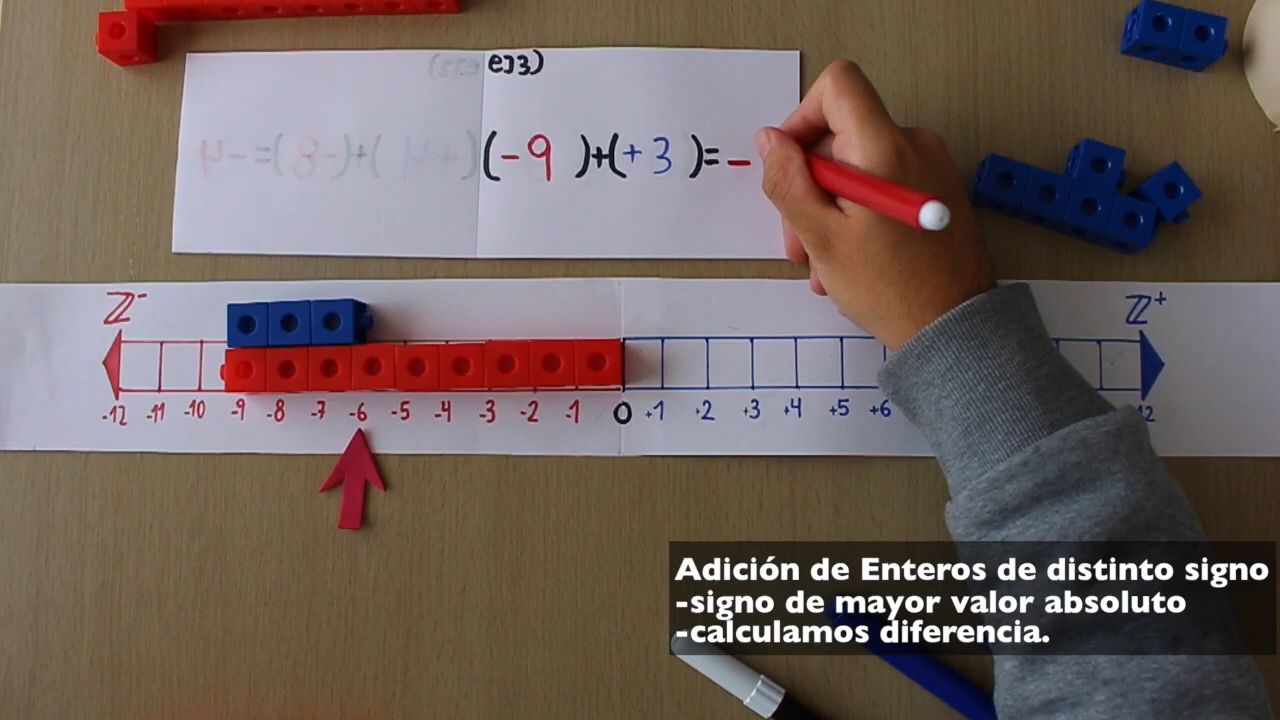 ej3)
(-9 )+(+3 )= -
Z⁻ Z⁺
-12 -11 -10 -9 -8 -7 -6 -5 -4 -3 -2 -1 0 +1 +2 +3 +4 +5 +6 12
Adición de Enteros de distinto signo
-signo de mayor valor absoluto
-calculamos diferencia.